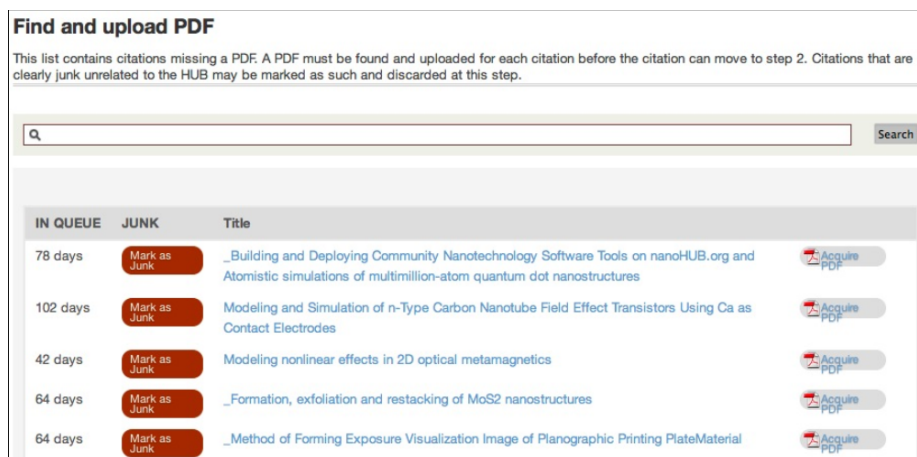 Find and upload PDF
This list contains citations missing a PDF. A PDF must be found and uploaded for each citation before the citation can move to step 2. Citations that are
clearly junk unrelated to the HUB may be marked as such and discarded at this step.
Search
IN QUEUE JUNK Title
78 days Mark as Junk _Building and Deploying Community Nanotechnology Software Tools on nanoHUB.org and Acquire PDF
Atomistic simulations of multimillion-atom quantum dot nanostructures
102 days Mark as Junk Modeling and Simulation of n-Type Carbon Nanotube Field Effect Transistors Using Ca as Acquire PDF
Contact Electrodes
42 days Mark as Junk Modeling nonlinear effects in 2D optical metamagnetics Acquire PDF
64 days Mark as Junk _Formation, exfoliation and restacking of MoS2 nanostructures Acquire PDF
64 days Mark as Junk _Method of Forming Exposure Visualization Image of Planographic Printing PlateMaterial Acquire PDF